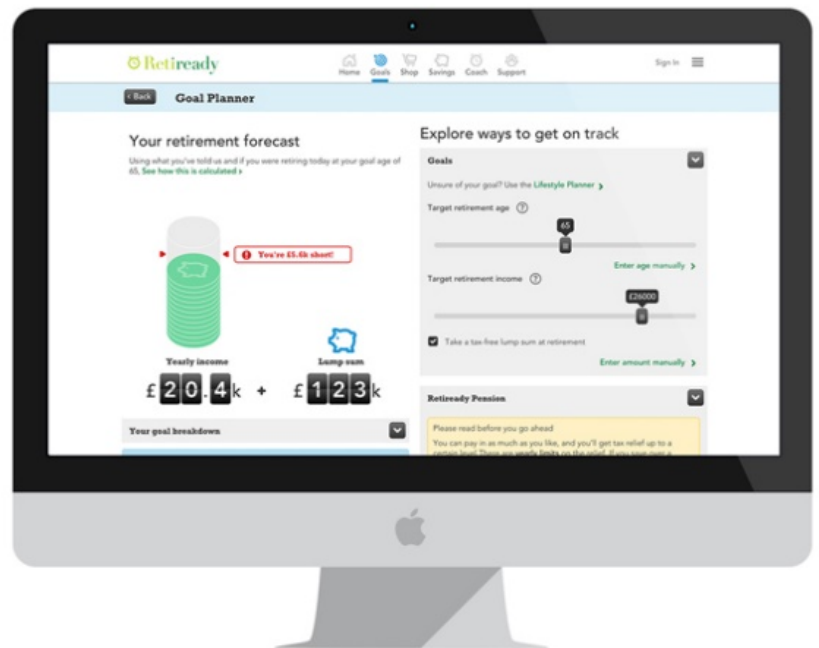 Retiready
Home Goals Shop Savings Coach Support
Sign In
‹ Back
Goal Planner
Your retirement forecast
Using what you've told us and if you were retiring today at your goal age of
65, See how this is calculated ›
You're £5.6k short!
Yearly income
Lump sum
£20.4k + £123k
Your goal breakdown
Explore ways to get on track
Goals
Unsure of your goal? Use the Lifestyle Planner ›
Target retirement age ?
65
Enter age manually ›
Target retirement income ?
£26000
Take a tax-free lump sum at retirement
Enter amount manually ›
Retiready Pension
Please read before you go ahead
You can pay in as much as you like, and you'll get tax relief up to a
certain level There are yearly limits on the relief. If you save over a